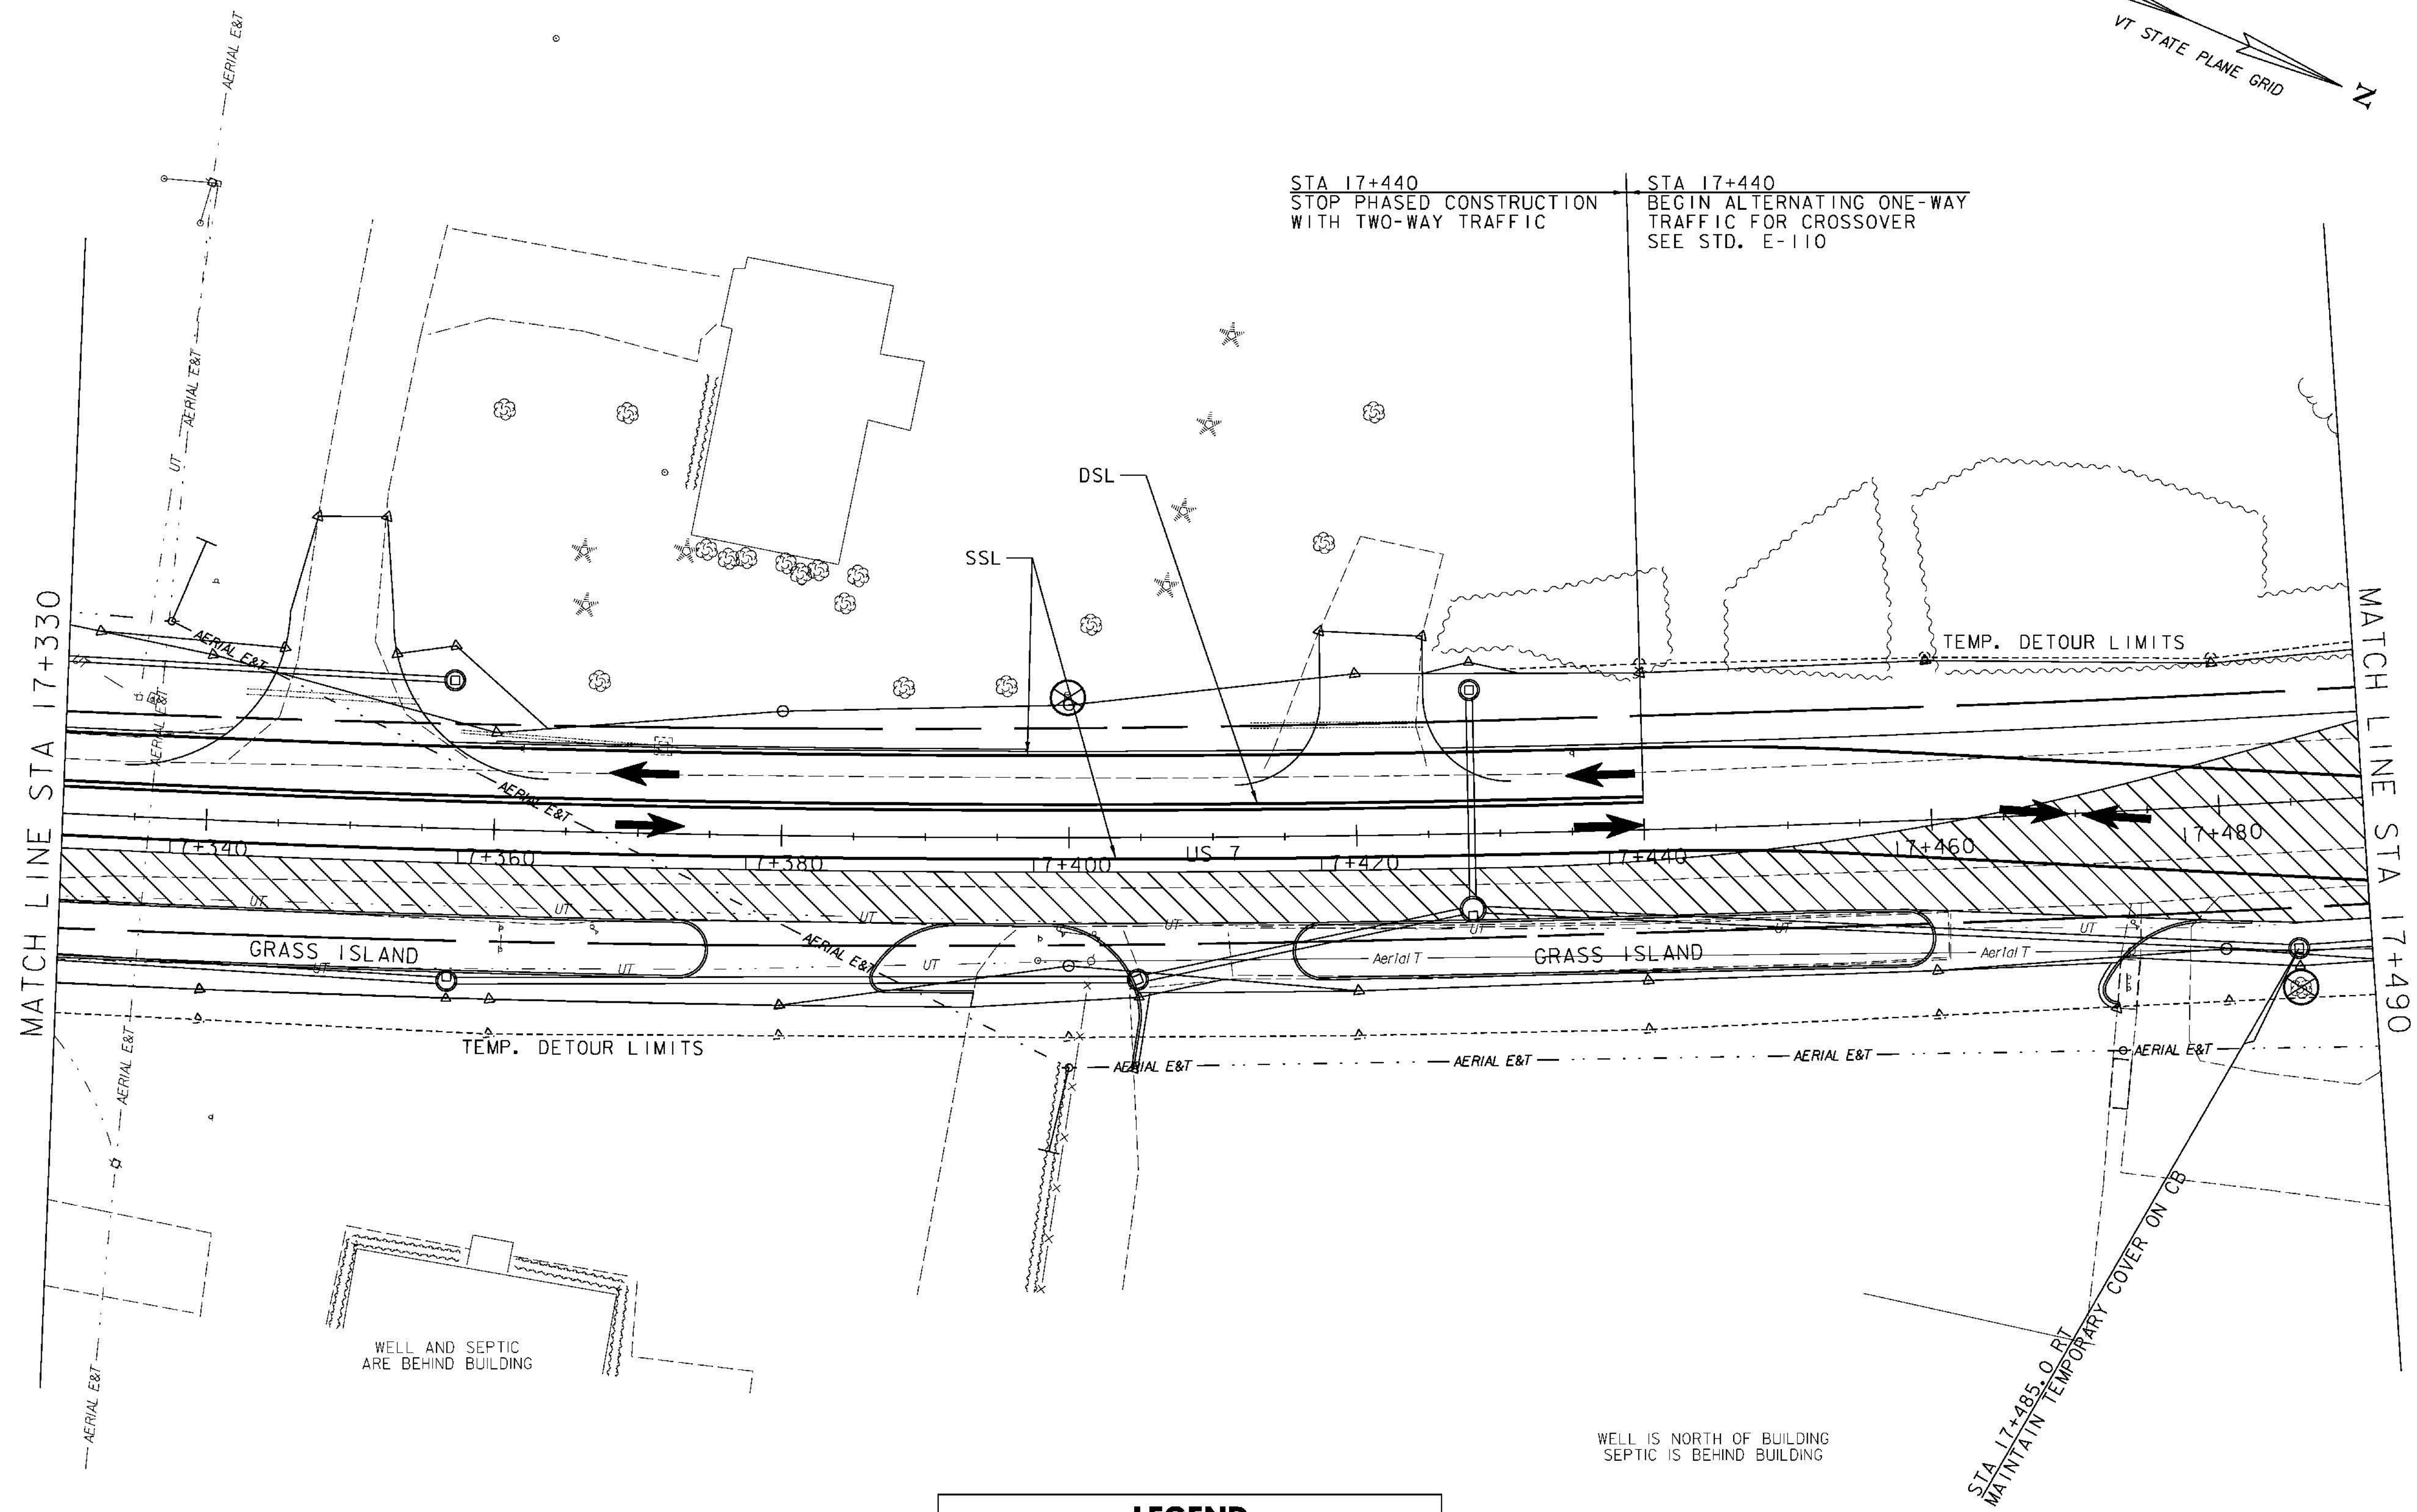 VT STATE PLANE GRID
N
AERIAL E&T
STA 17+440
STOP PHASED CONSTRUCTION
WITH TWO-WAY TRAFFIC
STA 17+440
BEGIN ALTERNATING ONE-WAY
TRAFFIC FOR CROSSOVER
SEE STD. E-110
AERIAL E&T
UT
DSL
SSL
MATCH LINE STA 17+330
AERIAL E&T
UT
TEMP. DETOUR LIMITS
MATCH LINE STA 17+490
AERIAL E&T
AERIAL E&T
17+340
17+360
17+380
17+400
US 7
17+420
17+440
17+460
17+480
UT
UT
UT
UT
UT
UT
UT
GRASS ISLAND
UT
UT
AERIAL E&T
UT
Aerial T
GRASS ISLAND
Aerial T
TEMP. DETOUR LIMITS
AERIAL E&T
AERIAL E&T
AERIAL E&T
AERIAL E&T
AERIAL E&T
STA 17+485.0 RT
MAINTAIN TEMPORARY COVER ON CB
WELL AND SEPTIC
ARE BEHIND BUILDING
AERIAL E&T
WELL IS NORTH OF BUILDING
SEPTIC IS BEHIND BUILDING
LEGEND